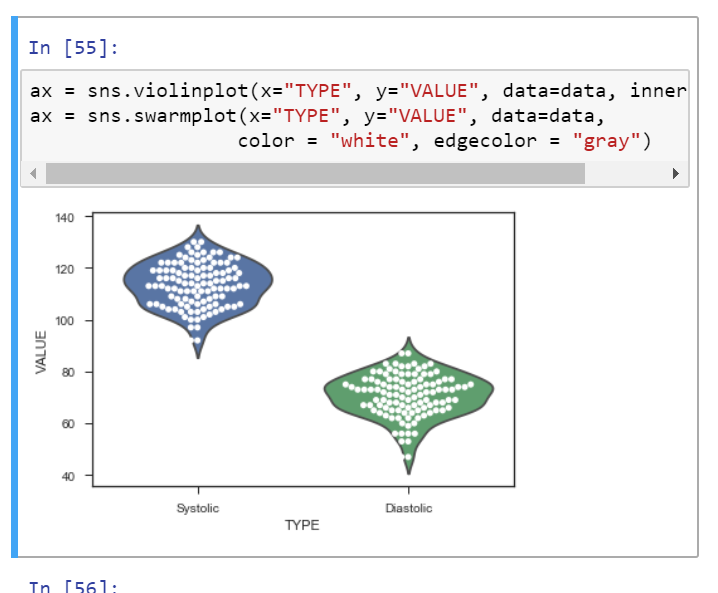 In [55]:
ax = sns.violinplot(x="TYPE", y="VALUE", data=data, inner
ax = sns.swarmplot(x="TYPE", y="VALUE", data=data,
color = "white", edgecolor = "gray")
140
120
100
80
60
40
VALUE
Systolic Diastolic
TYPE
In [56]: